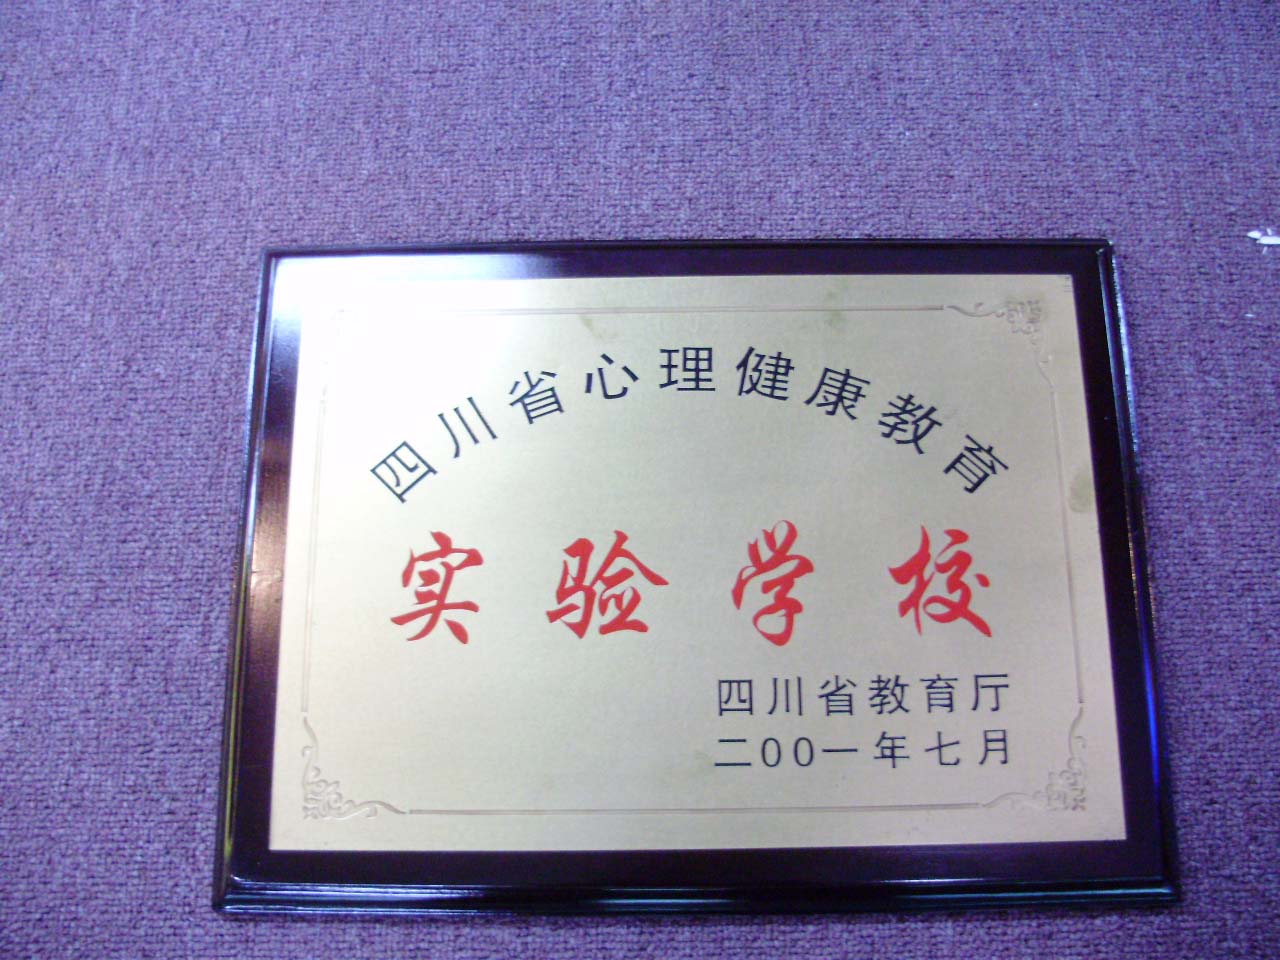 四川省心理健康教育
实验学校
四川省教育厅
二00一年七月